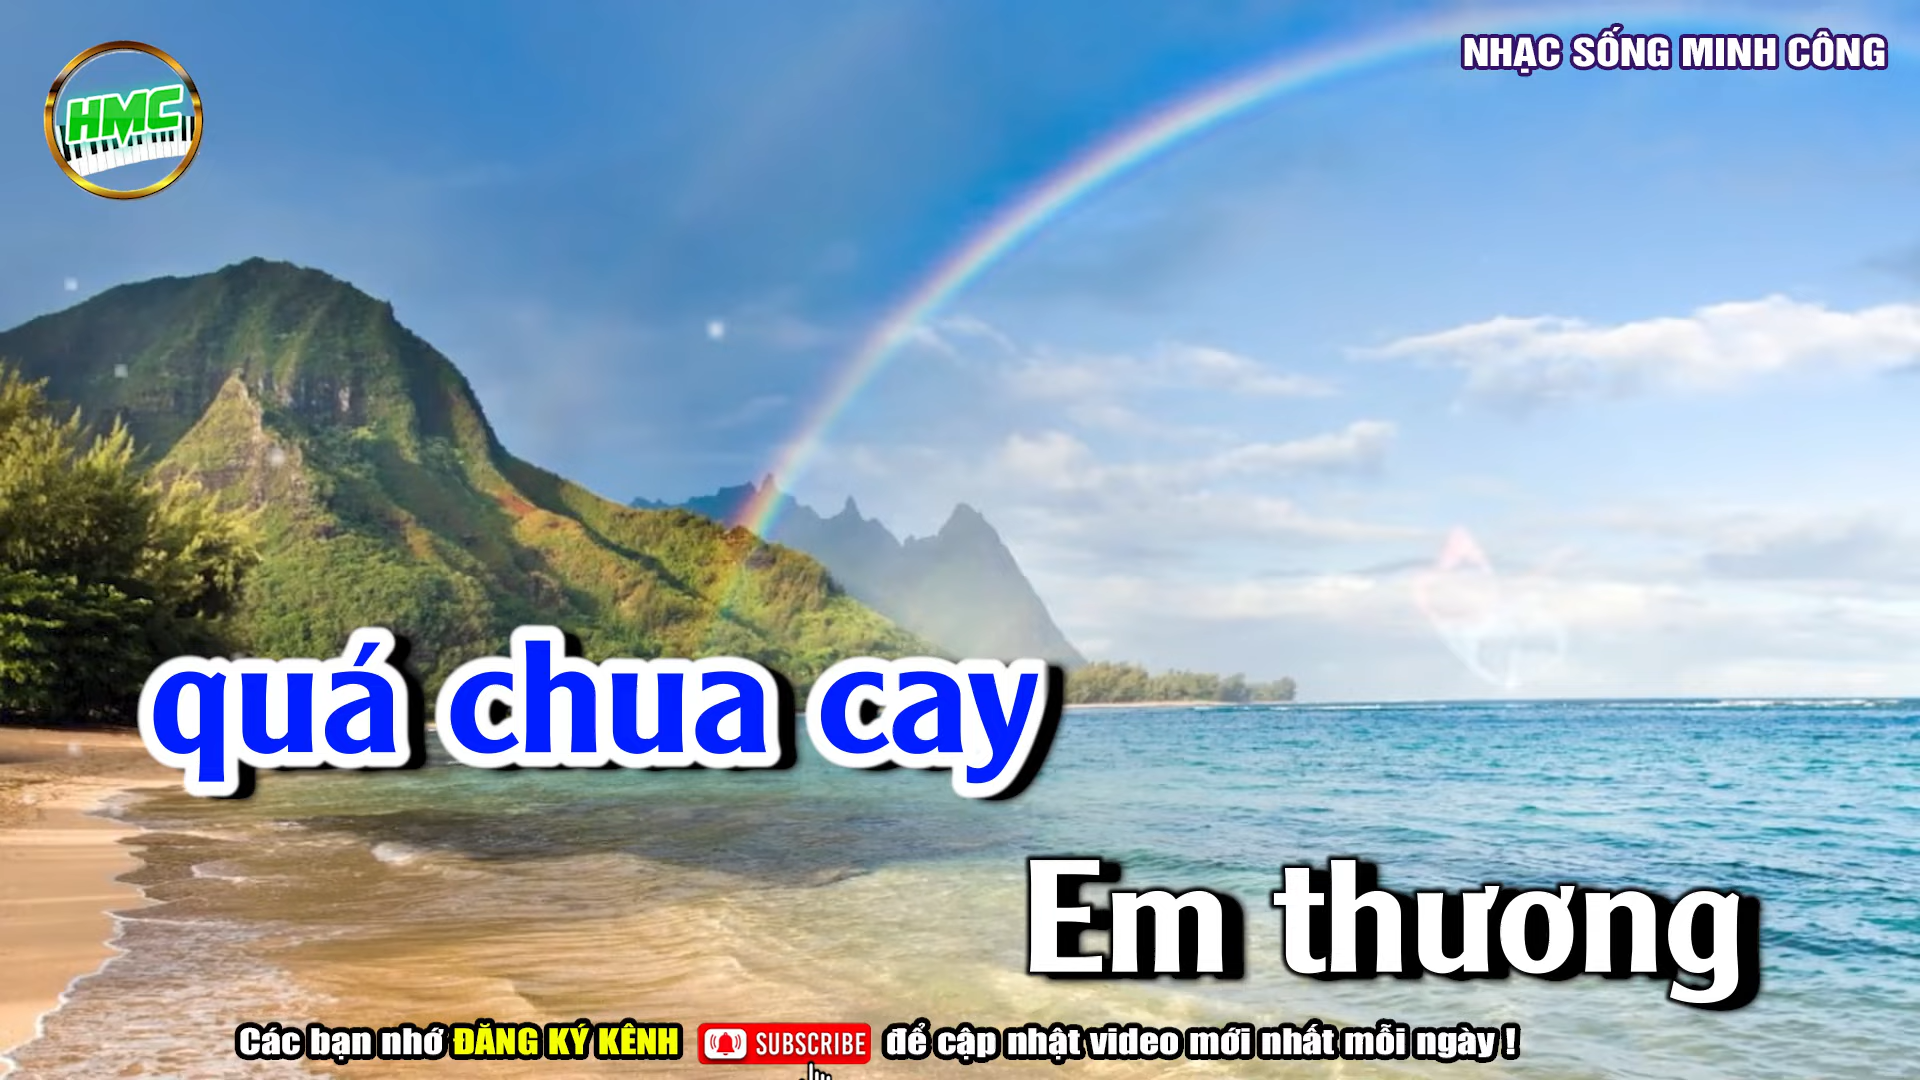 NHẠC SỐNG MINH CÔNG
HMC
quá chua cay
Em thương
Các bạn nhớ ĐĂNG KÝ KÊNH SUBSCRIBE để cập nhật video mới nhất mỗi ngày !